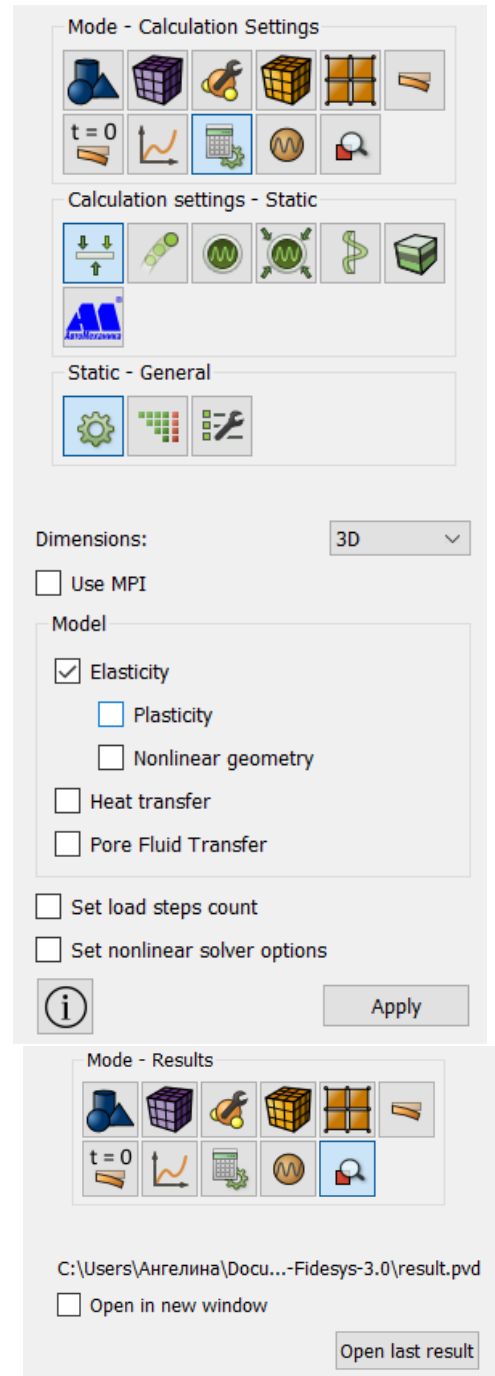 Mode - Calculation Settings
t = 0
Calculation settings - Static
®
АвтоМеханика
Static - General
Dimensions: 3D
Use MPI
Model
Elasticity
Plasticity
Nonlinear geometry
Heat transfer
Pore Fluid Transfer
Set load steps count
Set nonlinear solver options
i Apply
Mode - Results
t = 0
C:\Users\Ангелина\Docu...-Fidesys-3.0\result.pvd
Open in new window
Open last result